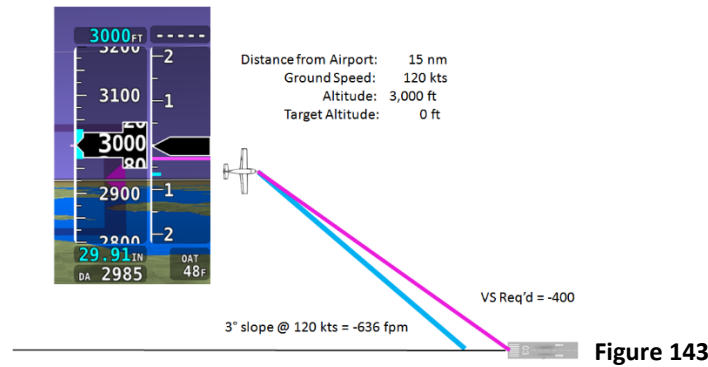 3000FT -----
3200 2
3100 1
20
3000
80
2900 1
2800 2
29.91IN OAT
DA 2985 48F
Distance from Airport: 15 nm
Ground Speed: 120 kts
Altitude: 3,000 ft
Target Altitude: 0 ft
VS Req'd = -400
3° slope @ 120 kts = -636 fpm
Figure 143